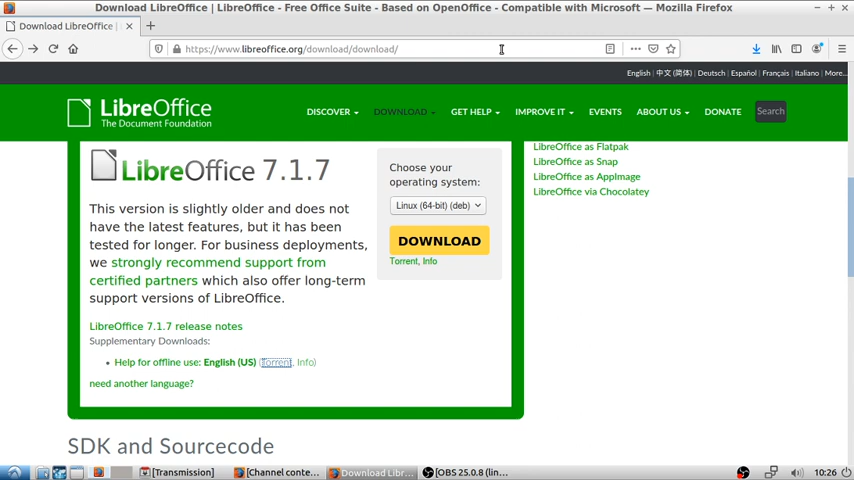 Download LibreOffice | LibreOffice - Free Office Suite - Based on OpenOffice - Compatible with Microsoft — Mozilla Firefox
Download LibreOffice |
https://www.libreoffice.org/download/download/
English | 中文 (简体) | Deutsch | Español | Français | Italiano | More...
LibreOffice
The Document Foundation
DISCOVER
DOWNLOAD
GET HELP
IMPROVE IT
EVENTS
ABOUT US
DONATE
Search
LibreOffice 7.1.7
This version is slightly older and does not
have the latest features, but it has been
tested for longer. For business deployments,
we strongly recommend support from
certified partners which also offer long-term
support versions of LibreOffice.
LibreOffice 7.1.7 release notes
Supplementary Downloads:
• Help for offline use: English (US) (Torrent, Info)
need another language?
Choose your
operating system:
Linux (64-bit) (deb)
DOWNLOAD
Torrent, Info
LibreOffice as Flatpak
LibreOffice as Snap
LibreOffice as AppImage
LibreOffice via Chocolatey
SDK and Sourcecode
[Transmission]
[Channel conte...
Download Libr...
[OBS 25.0.8 (lin...
10:26